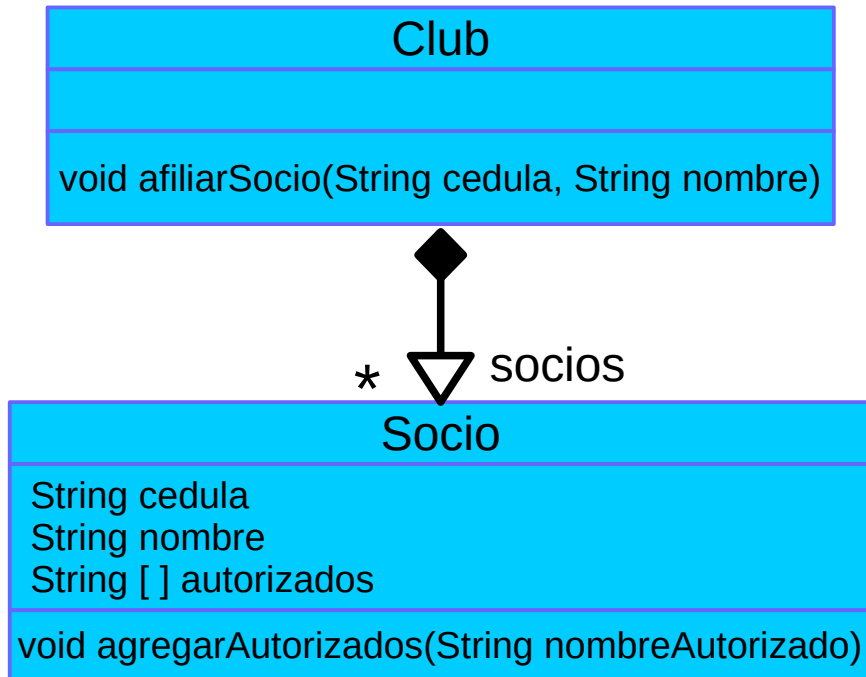 Club
void afiliarSocio(String cedula, String nombre)
* socios
Socio
String cedula
String nombre
String [ ] autorizados
void agregarAutorizados(String nombreAutorizado)